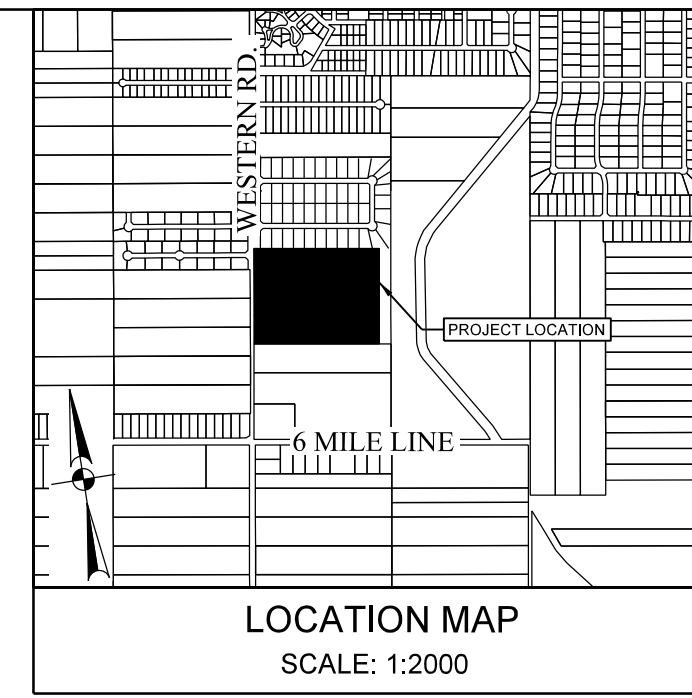 WESTERN RD.
PROJECT LOCATION
6 MILE LINE
LOCATION MAP
SCALE: 1:2000